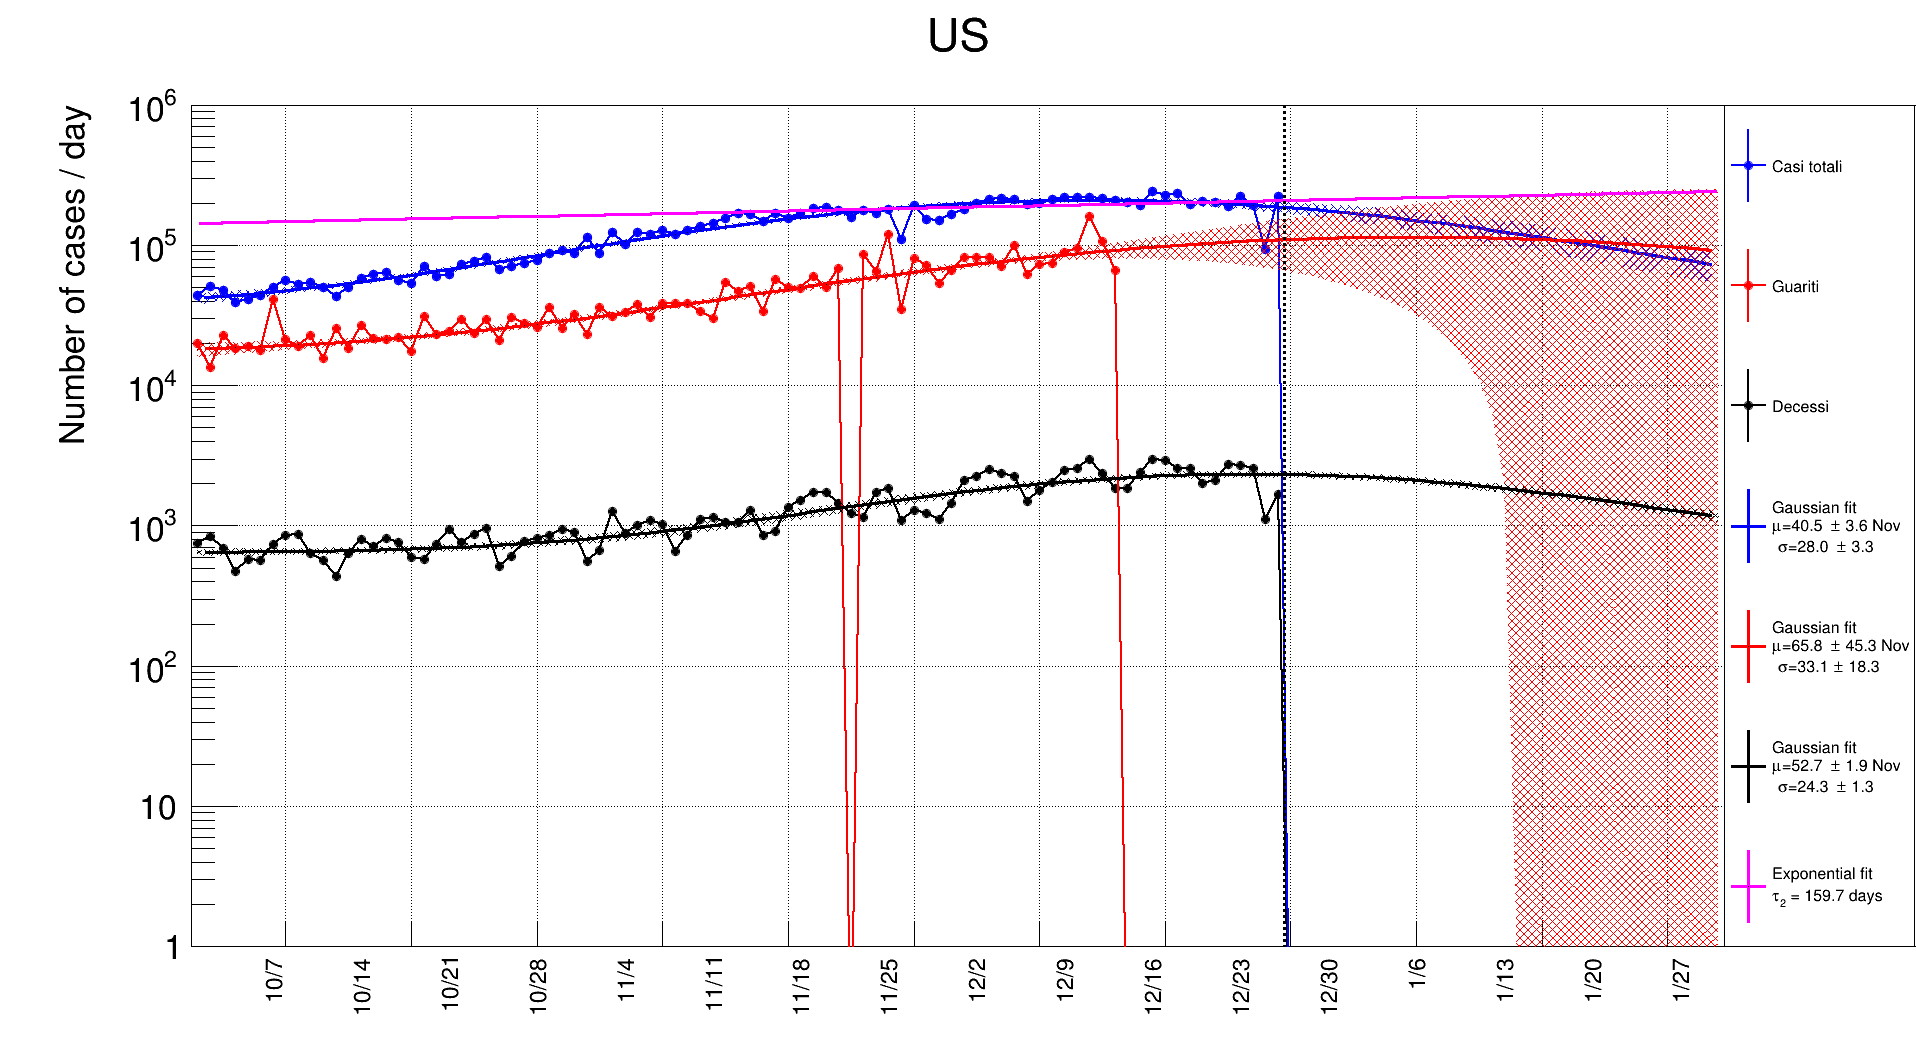 US
Number of cases / day
10^6
10^5
10^4
10^3
10^2
10
1
10/7
10/14
10/21
10/28
11/4
11/11
11/18
11/25
12/2
12/9
12/16
12/23
12/30
1/6
1/13
1/20
1/27
Casi totali
Guariti
Decessi
Gaussian fit
μ=40.5 ± 3.6 Nov
σ=28.0 ± 3.3
Gaussian fit
μ=65.8 ± 45.3 Nov
σ=33.1 ± 18.3
Gaussian fit
μ=52.7 ± 1.9 Nov
σ=24.3 ± 1.3
Exponential fit
τ₂ = 159.7 days